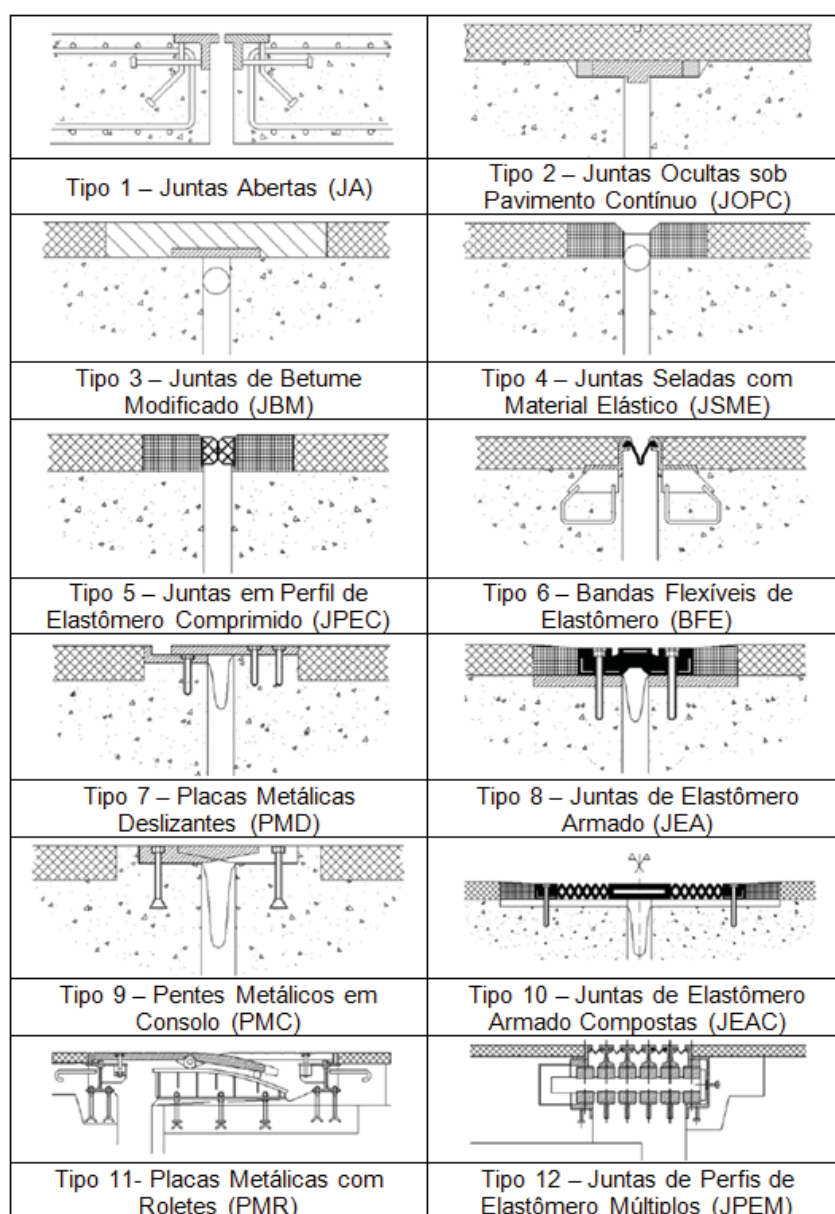 Tipo 1 – Juntas Abertas (JA)
Tipo 2 – Juntas Ocultas sob
Pavimento Contínuo (JOPC)
Tipo 3 – Juntas de Betume
Modificado (JBM)
Tipo 4 – Juntas Seladas com
Material Elástico (JSME)
Tipo 5 – Juntas em Perfil de
Elastômero Comprimido (JPEC)
Tipo 6 – Bandas Flexíveis de
Elastômero (BFE)
Tipo 7 – Placas Metálicas
Deslizantes (PMD)
Tipo 8 – Juntas de Elastômero
Armado (JEA)
Tipo 9 – Pentes Metálicos em
Consolo (PMC)
Tipo 10 – Juntas de Elastômero
Armado Compostas (JEAC)
Tipo 11- Placas Metálicas com
Roletes (PMR)
Tipo 12 – Juntas de Perfis de
Elastômero Múltiplos (JPEM)